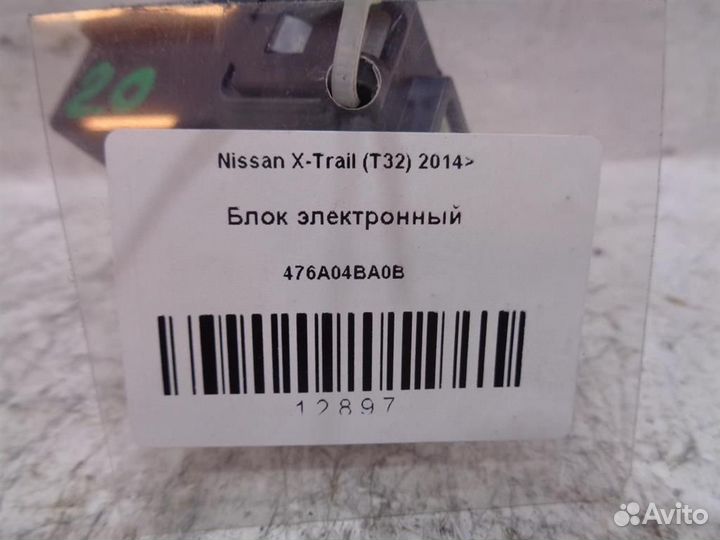 20
Nissan X-Trail (T32) 2014>
Блок электронный
476A04BA0B
12897
Avito